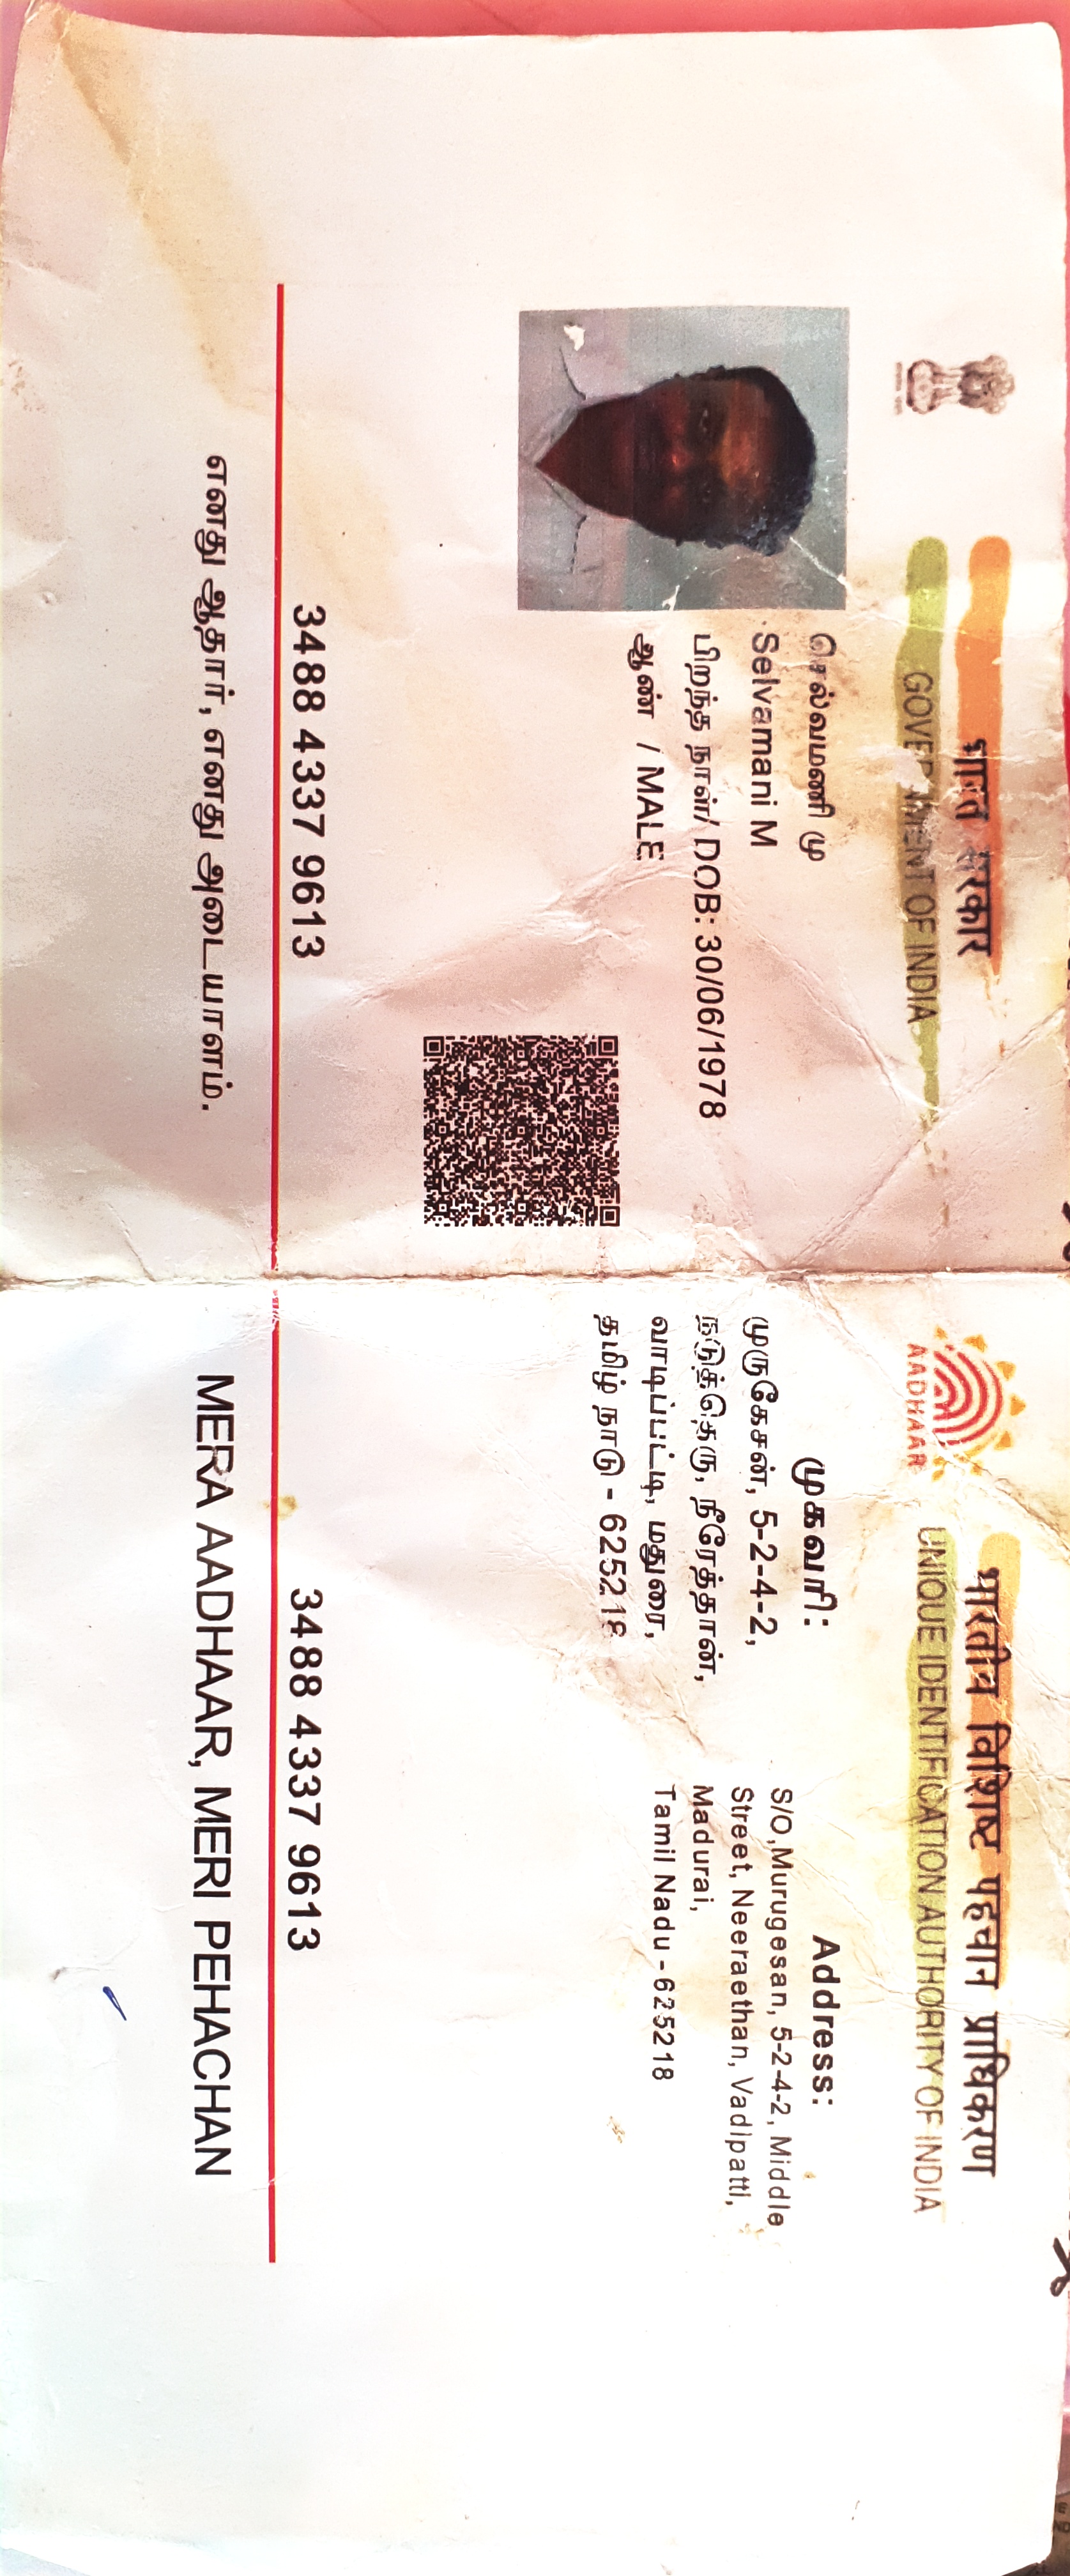 भारत सरकार
GOVERNMENT OF INDIA
செல்வமணி மு
Selvamani M
பிறந்த நாள்/ DOB: 30/06/1978
ஆண் / MALE
3488 4337 9613
எனது ஆதார், எனது அடையாளம்.
AADHAAR
भारतीय विशिष्ट पहचान प्राधिकरण
UNIQUE IDENTIFICATION AUTHORITY OF INDIA
முகவரி:
முருகேசன், 5-2-4-2,
நடுத்தெரு, நீரேத்தான்,
வாடிப்பட்டி, மதுரை,
தமிழ் நாடு - 625218
Address:
S/O,Murugesan, 5-2-4-2, Middle
Street, Neeraethan, Vadipatti,
Madurai,
Tamil Nadu - 625218
3488 4337 9613
MERA AADHAAR, MERI PEHACHAN